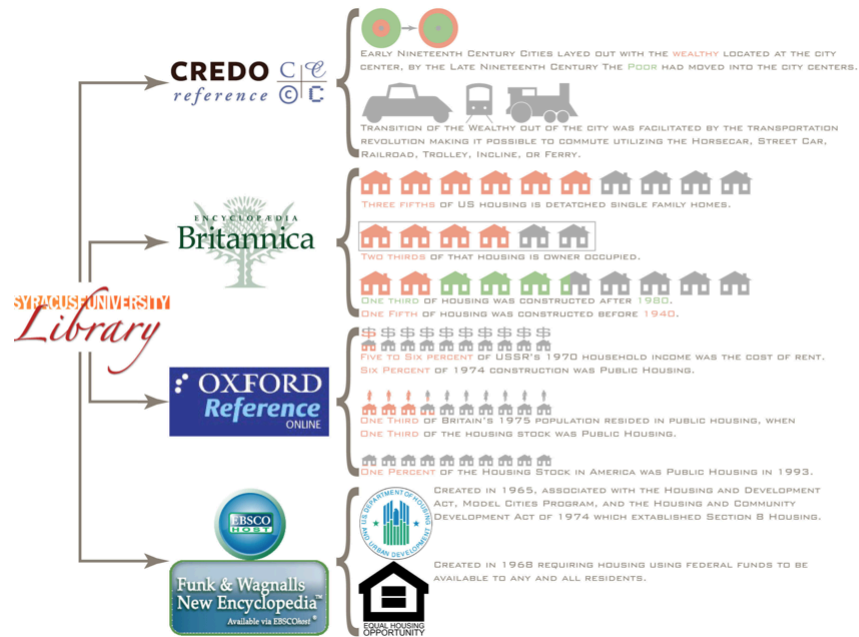 EARLY NINETEENTH CENTURY CITIES LAYED OUT WITH THE WEALTHY LOCATED AT THE CITY
CENTER, BY THE LATE NINETEENTH CENTURY THE POOR HAD MOVED INTO THE CITY CENTERS.
CREDO
reference
TRANSITION OF THE WEALTHY OUT OF THE CITY WAS FACILITATED BY THE TRANSPORTATION
REVOLUTION MAKING IT POSSIBLE TO COMMUTE UTILIZING THE HORSECAR, STREET CAR,
RAILROAD, TROLLEY, INCLINE, OR FERRY.
ENCYCLOPÆDIA
Britannica
THREE FIFTHS OF US HOUSING IS DETATCHED SINGLE FAMILY HOMES.
TWO THIRDS OF THAT HOUSING IS OWNER OCCUPIED.
ONE THIRD OF HOUSING WAS CONSTRUCTED AFTER 1980.
ONE FIFTH OF HOUSING WAS CONSTRUCTED BEFORE 1940.
SYRACUSE UNIVERSITY
Library
OXFORD
Reference
ONLINE
FIVE TO SIX PERCENT OF USSR'S 1970 HOUSEHOLD INCOME WAS THE COST OF RENT.
SIX PERCENT OF 1974 CONSTRUCTION WAS PUBLIC HOUSING.
ONE THIRD OF BRITAIN'S 1975 POPULATION RESIDED IN PUBLIC HOUSING, WHEN
ONE THIRD OF THE HOUSING STOCK WAS PUBLIC HOUSING.
ONE PERCENT OF THE HOUSING STOCK IN AMERICA WAS PUBLIC HOUSING IN 1993.
EBSCO
HOST
Funk & Wagnalls
New Encyclopedia™
Available via EBSCOhost®
U.S. DEPARTMENT OF HOUSING
AND URBAN DEVELOPMENT
CREATED IN 1965, ASSOCIATED WITH THE HOUSING AND DEVELOPMENT
ACT, MODEL CITIES PROGRAM, AND THE HOUSING AND COMMUNITY
DEVELOPMENT ACT OF 1974 WHICH EXTABLISHED SECTION 8 HOUSING.
CREATED IN 1968 REQUIRING HOUSING USING FEDERAL FUNDS TO BE
AVAILABLE TO ANY AND ALL RESIDENTS.
EQUAL HOUSING
OPPORTUNITY